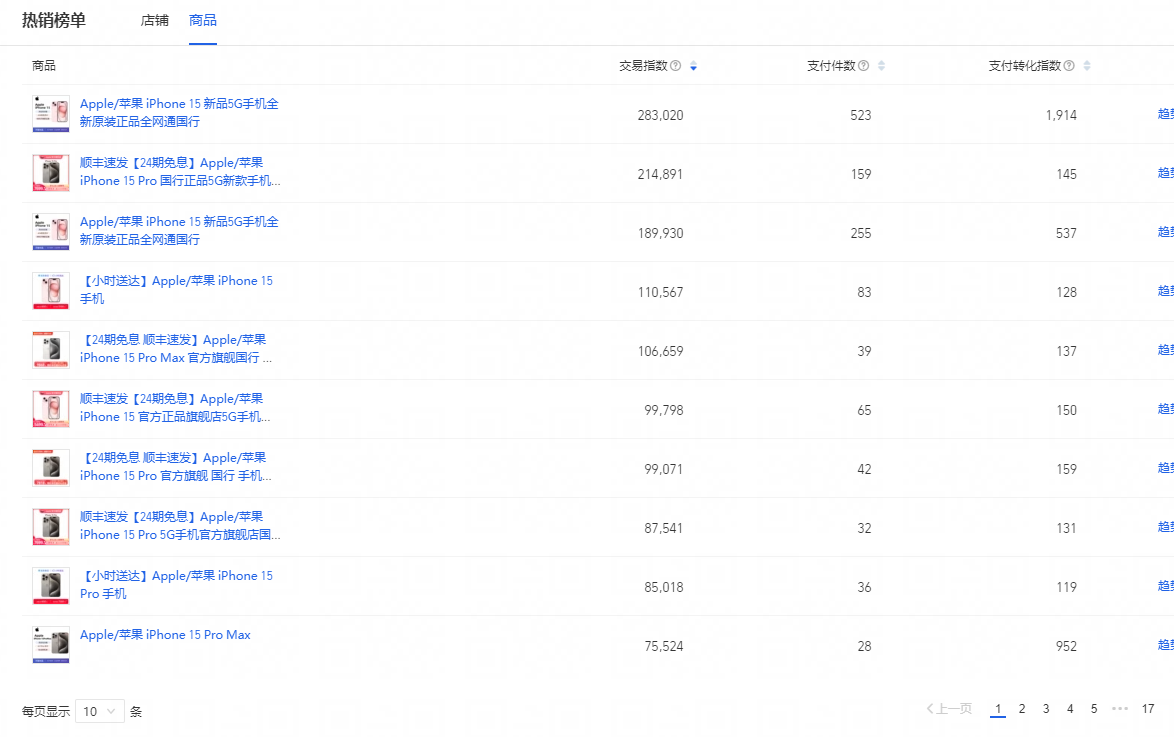 热销榜单 店铺 商品
商品 交易指数 支付件数 支付转化指数
Apple/苹果 iPhone 15 新品5G手机全
新原装正品全网通国行
283,020 523 1,914 趋
顺丰速发【24期免息】Apple/苹果
iPhone 15 Pro 国行正品5G新款手机...
214,891 159 145 趋
Apple/苹果 iPhone 15 新品5G手机全
新原装正品全网通国行
189,930 255 537 趋
【小时送达】Apple/苹果 iPhone 15
手机
110,567 83 128 趋
【24期免息 顺丰速发】Apple/苹果
iPhone 15 Pro Max 官方旗舰国行 ...
106,659 39 137 趋
顺丰速发【24期免息】Apple/苹果
iPhone 15 官方正品旗舰店5G手机...
99,798 65 150 趋
【24期免息 顺丰速发】Apple/苹果
iPhone 15 Pro 官方旗舰 国行 手机...
99,071 42 159 趋
顺丰速发【24期免息】Apple/苹果
iPhone 15 Pro 5G手机官方旗舰店国...
87,541 32 131 趋
【小时送达】Apple/苹果 iPhone 15
Pro 手机
85,018 36 119 趋
Apple/苹果 iPhone 15 Pro Max
75,524 28 952 趋
每页显示 10 条 上一页 1 2 3 4 5 ••• 17